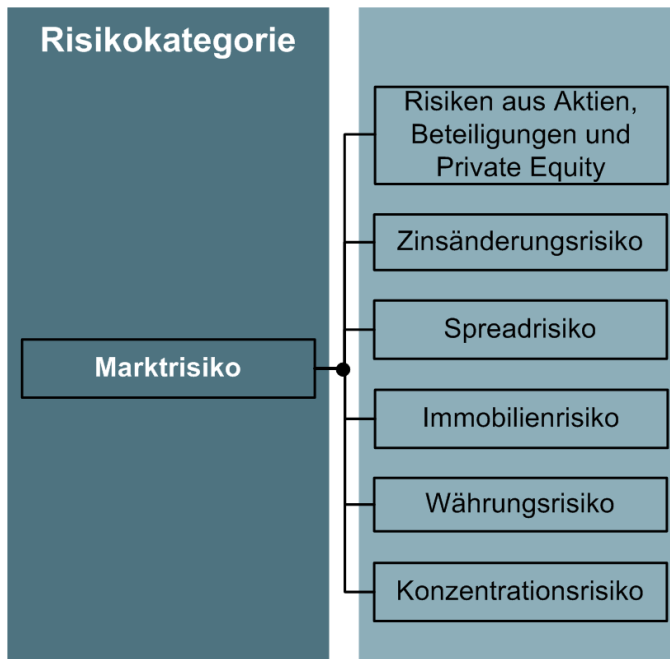 Risikokategorie
Risiken aus Aktien,
Beteiligungen und
Private Equity
Zinsänderungsrisiko
Spreadrisiko
Marktrisiko
Immobilienrisiko
Währungsrisiko
Konzentrationsrisiko